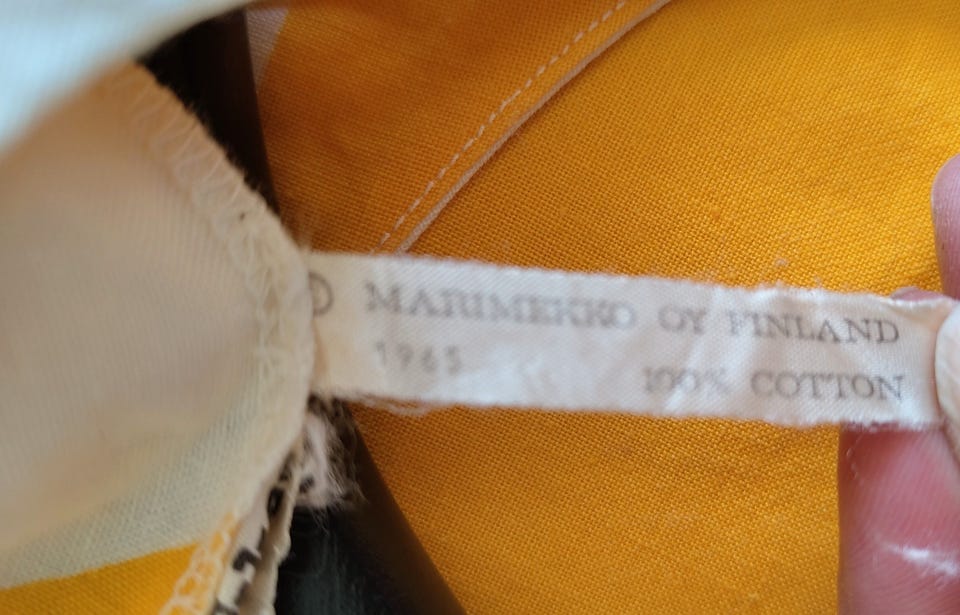 © MARIMEKKO OY FINLAND
1965 100% COTTON